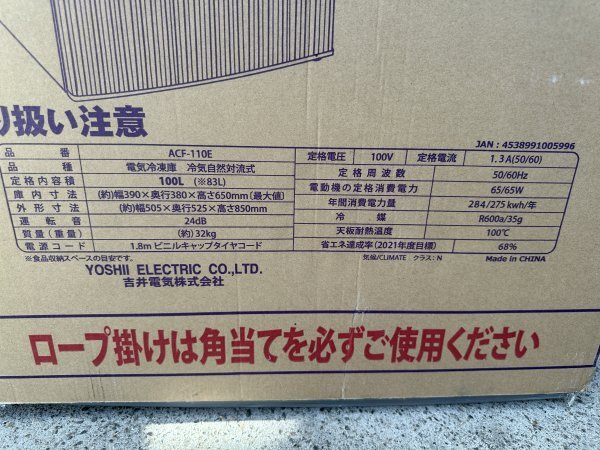 り扱い注意
JAN : 4538991005996
品番 ACF-110E
品種 電気冷凍庫 冷気自然対流式
定格内容積 100L (※83L)
庫内寸法 (約)幅390×奥行380×高さ650mm(最大値)
外形寸法 (約)幅505×奥行525×高さ850mm
運転音 24dB
質量(重量) (約)32kg
電源コード 1.8m ビニルキャップタイヤコード
※食品収納スペースの目安です。
定格電圧 100V 定格電流 1.3A(50/60)
定格周波数 50/60Hz
電動機の定格消費電力 65/65W
年間消費電力量 284/275kwh/年
冷媒 R600a/35g
天板耐熱温度 100℃
省エネ達成率(2021年度目標) 68%
気候/CLIMATE クラス:N
Made in CHINA
YOSHII ELECTRIC CO.,LTD.
吉井電気株式会社
ロープ掛けは角当てを必ずご使用ください